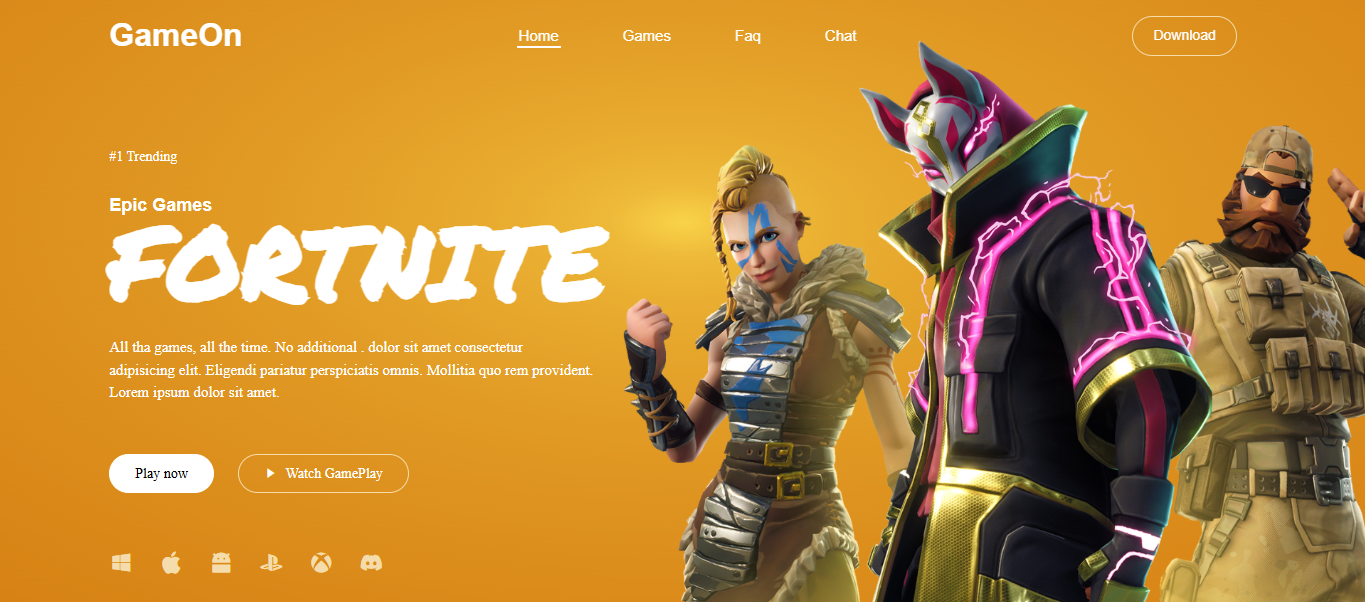 GameOn
Home Games Faq Chat
Download
#1 Trending
Epic Games
FORTNITE
All tha games, all the time. No additional . dolor sit amet consectetur
adipisicing elit. Eligendi pariatur perspiciatis omnis. Mollitia quo rem provident.
Lorem ipsum dolor sit amet.
Play now
Watch GamePlay